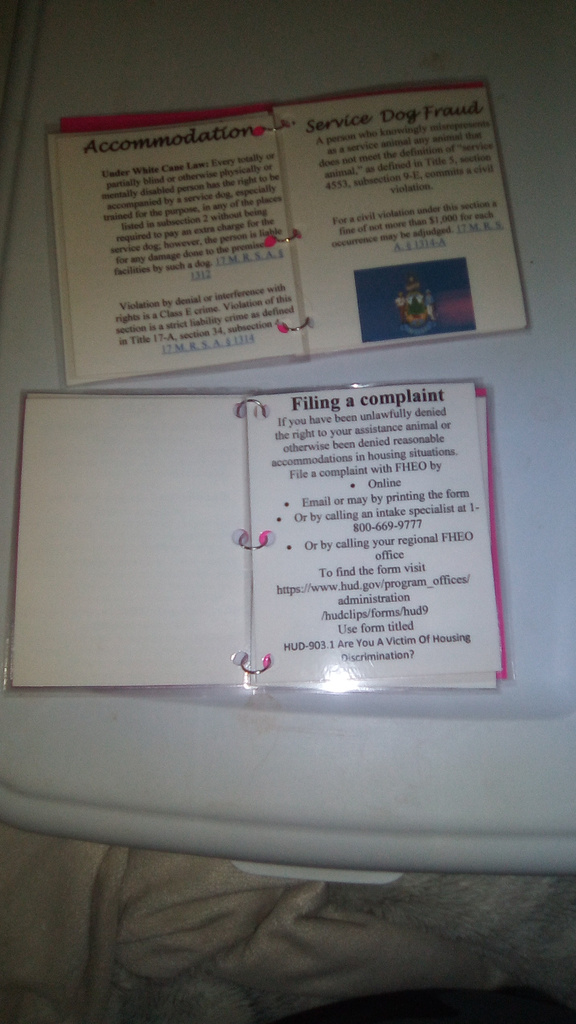 Accommodation
Under White Cane Law: Every totally or
partially blind or otherwise physically or
mentally disabled person has the right to be
accompanied by a service dog, especially
trained for the purpose, in any of the places
listed in subsection 2 without being
required to pay an extra charge for the
service dog; however, the person is liable
for any damage done to the premises
facilities by such a dog. 17 M. R. S. A. §
1312
Violation by denial or interference with
rights is a Class E crime. Violation of this
section is a strict liability crime as defined
in Title 17-A, section 34, subsection
17 M. R. S. A. § 1314
Service Dog Fraud
A person who knowingly misrepresents
as a service animal any animal that
does not meet the definition of "service
animal," as defined in Title 5, section
4553, subsection 9-E, commits a civil
violation.
For a civil violation under this section a
fine of not more than $1,000 for each
occurrence may be adjudged. 17 M. R. S.
A. § 1314-A
Filing a complaint
If you have been unlawfully denied
the right to your assistance animal or
otherwise been denied reasonable
accommodations in housing situations.
File a complaint with FHEO by
• Online
• Email or may by printing the form
• Or by calling an intake specialist at 1-
800-669-9777
• Or by calling your regional FHEO
office
To find the form visit
https://www.hud.gov/program_offices/
administration
/hudclips/forms/hud9
Use form titled
HUD-903.1 Are You A Victim Of Housing
Discrimination?